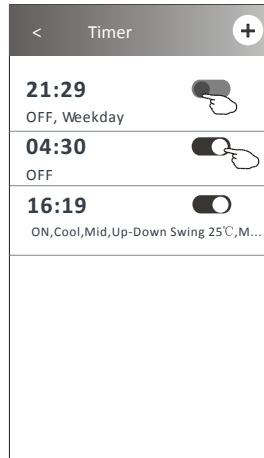 < Timer +
21:29
OFF, Weekday
04:30
OFF
16:19
ON,Cool,Mid,Up-Down Swing 25℃,M...